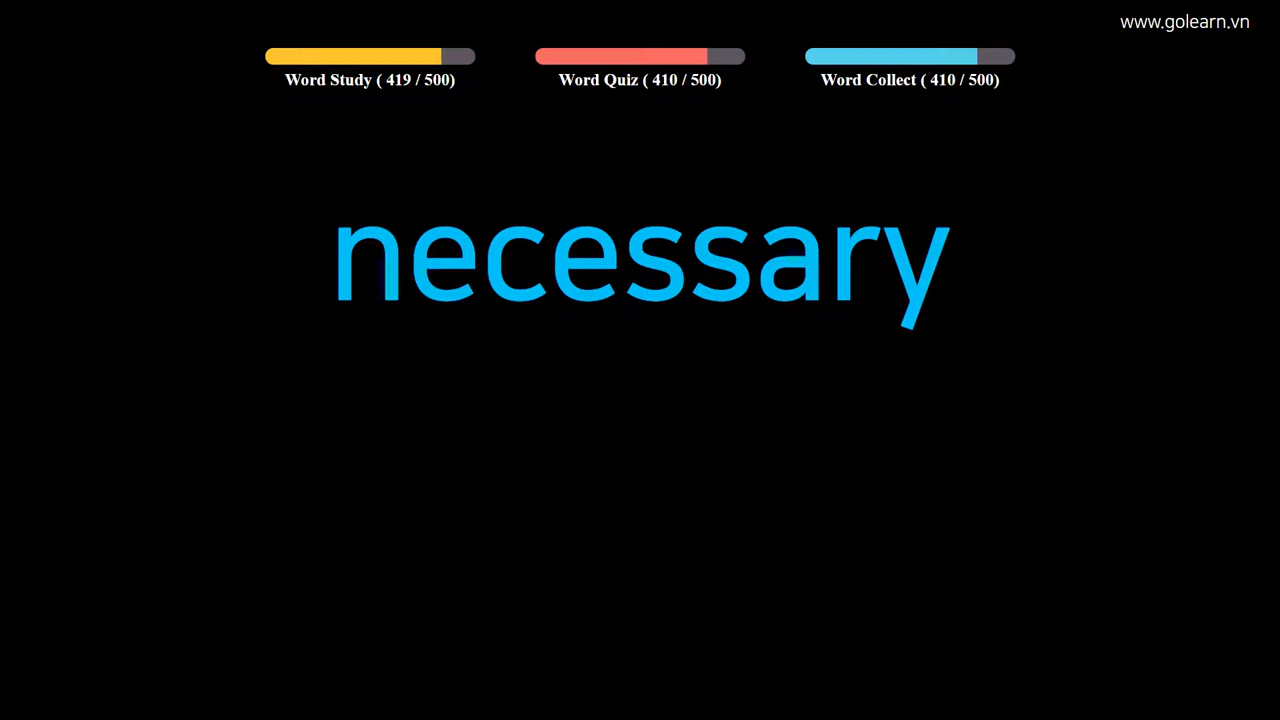 www.golearn.vn
Word Study ( 419 / 500)
Word Quiz ( 410 / 500)
Word Collect ( 410 / 500)
necessary